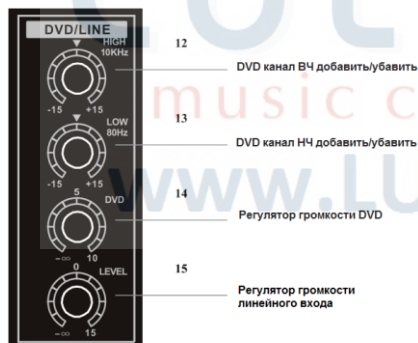 DVD/LINE
HIGH
10KHz
12
DVD канал ВЧ добавить/убавить
-15 +15
LOW
80Hz
13
DVD канал НЧ добавить/убавить
-15 +15
5
DVD
14
Регулятор громкости DVD
-∞ 10
0
LEVEL
15
Регулятор громкости
линейного входа
-∞ 15
music c
www.LU